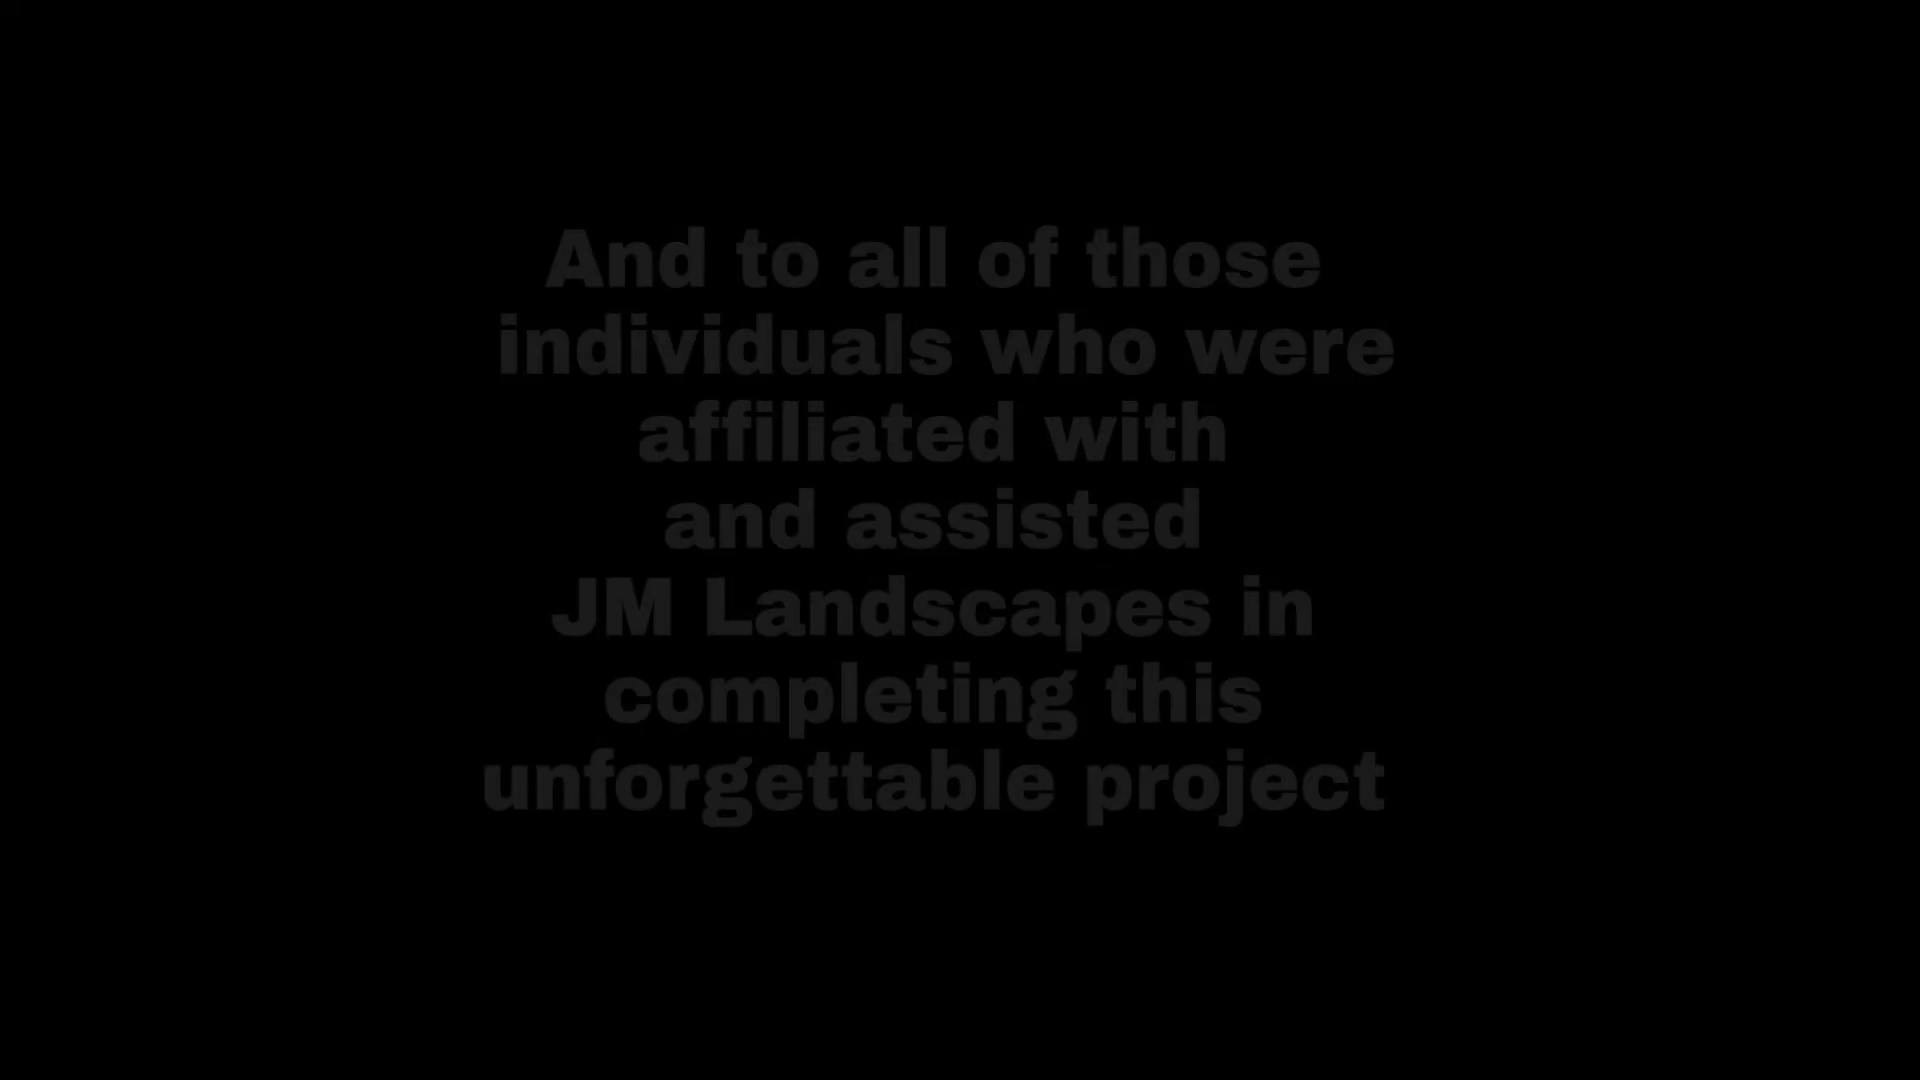 And to all of those
individuals who were
affiliated with
and assisted
JM Landscapes in
completing this
unforgettable project